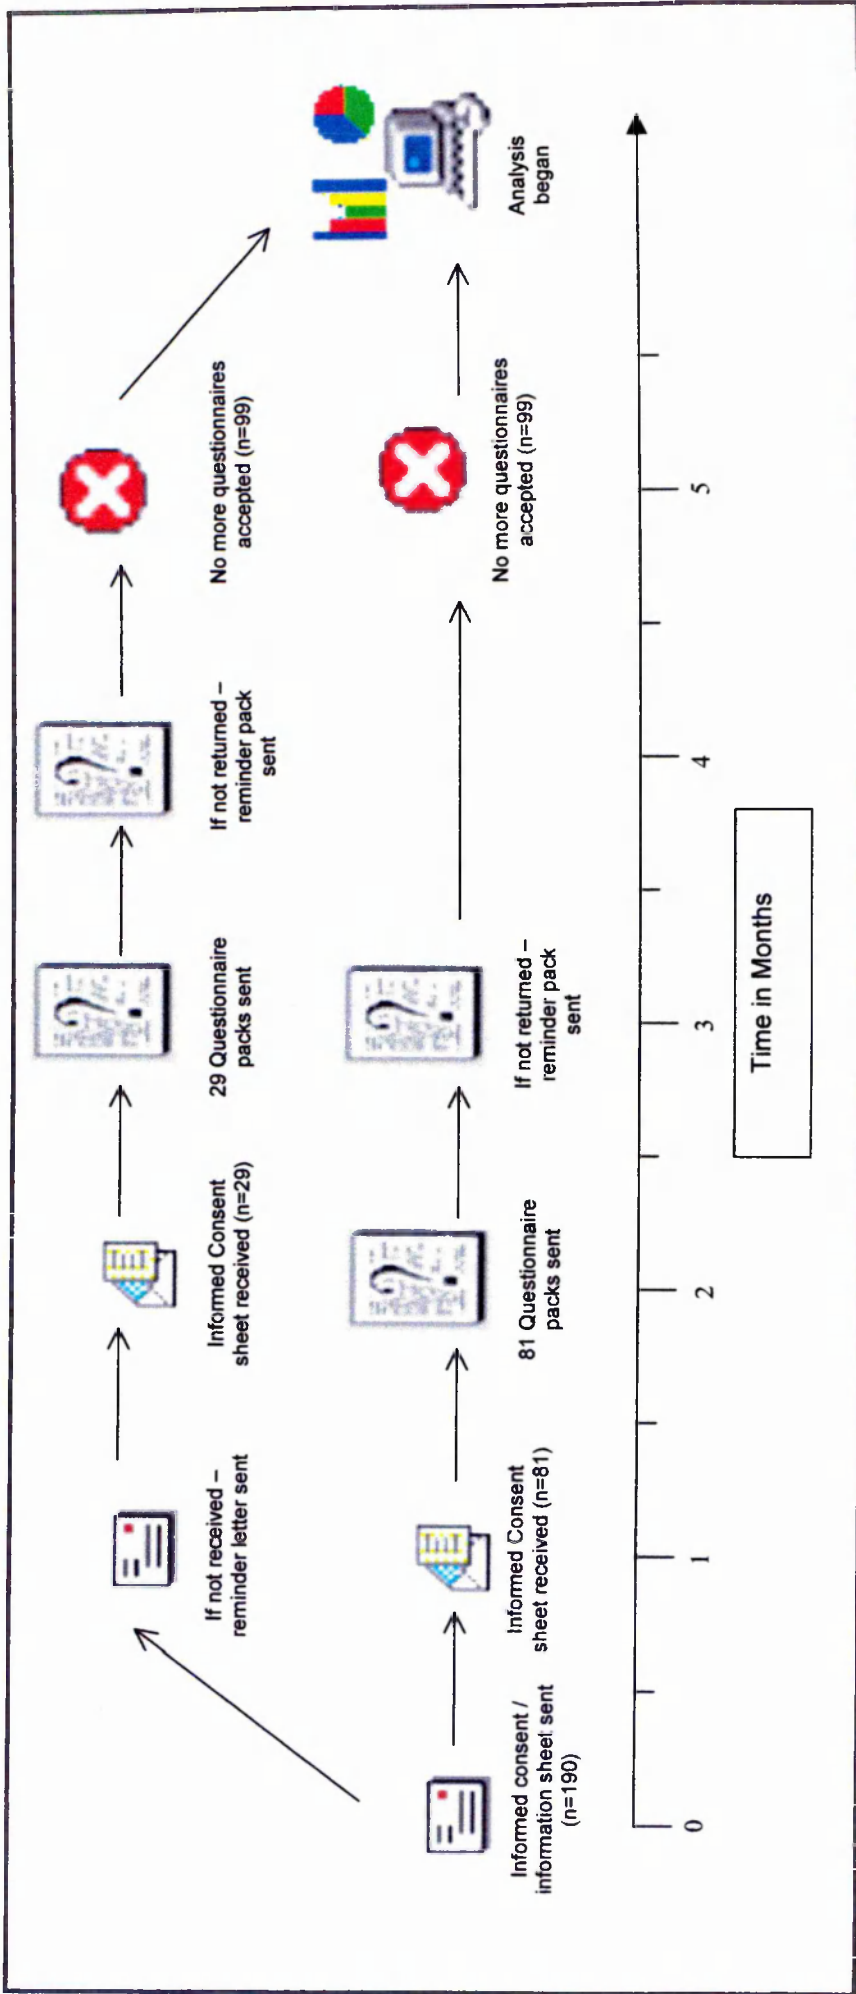 If not received –
reminder letter sent
Informed Consent
sheet received (n=29)
29 Questionnaire
packs sent
If not returned –
reminder pack
sent
No more questionnaires
accepted (n=99)
Informed consent /
information sheet sent
(n=190)
Informed Consent
sheet received (n=81)
81 Questionnaire
packs sent
If not returned –
reminder pack
sent
No more questionnaires
accepted (n=99)
Analysis
began
0
1
2
3
4
5
Time in Months